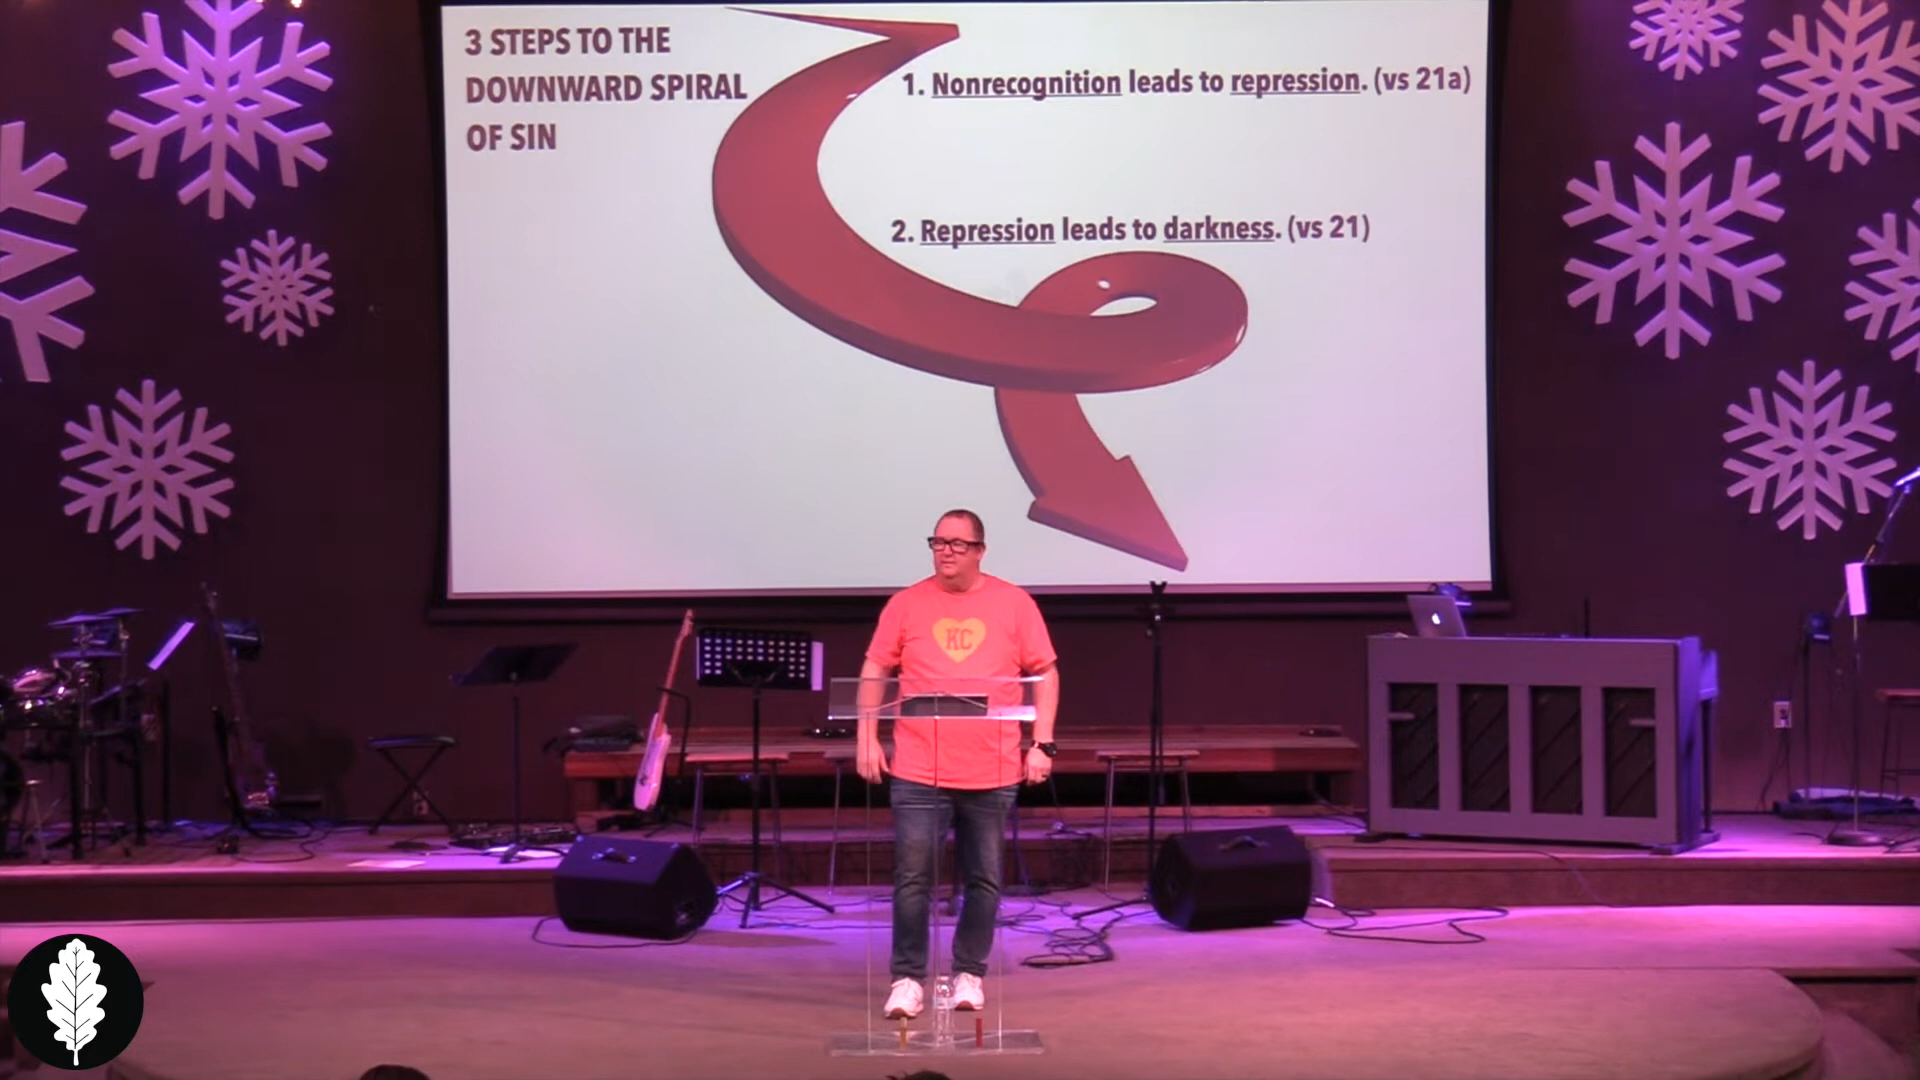 3 STEPS TO THE
DOWNWARD SPIRAL
OF SIN
1. Nonrecognition leads to repression. (vs 21a)
2. Repression leads to darkness. (vs 21)
KC